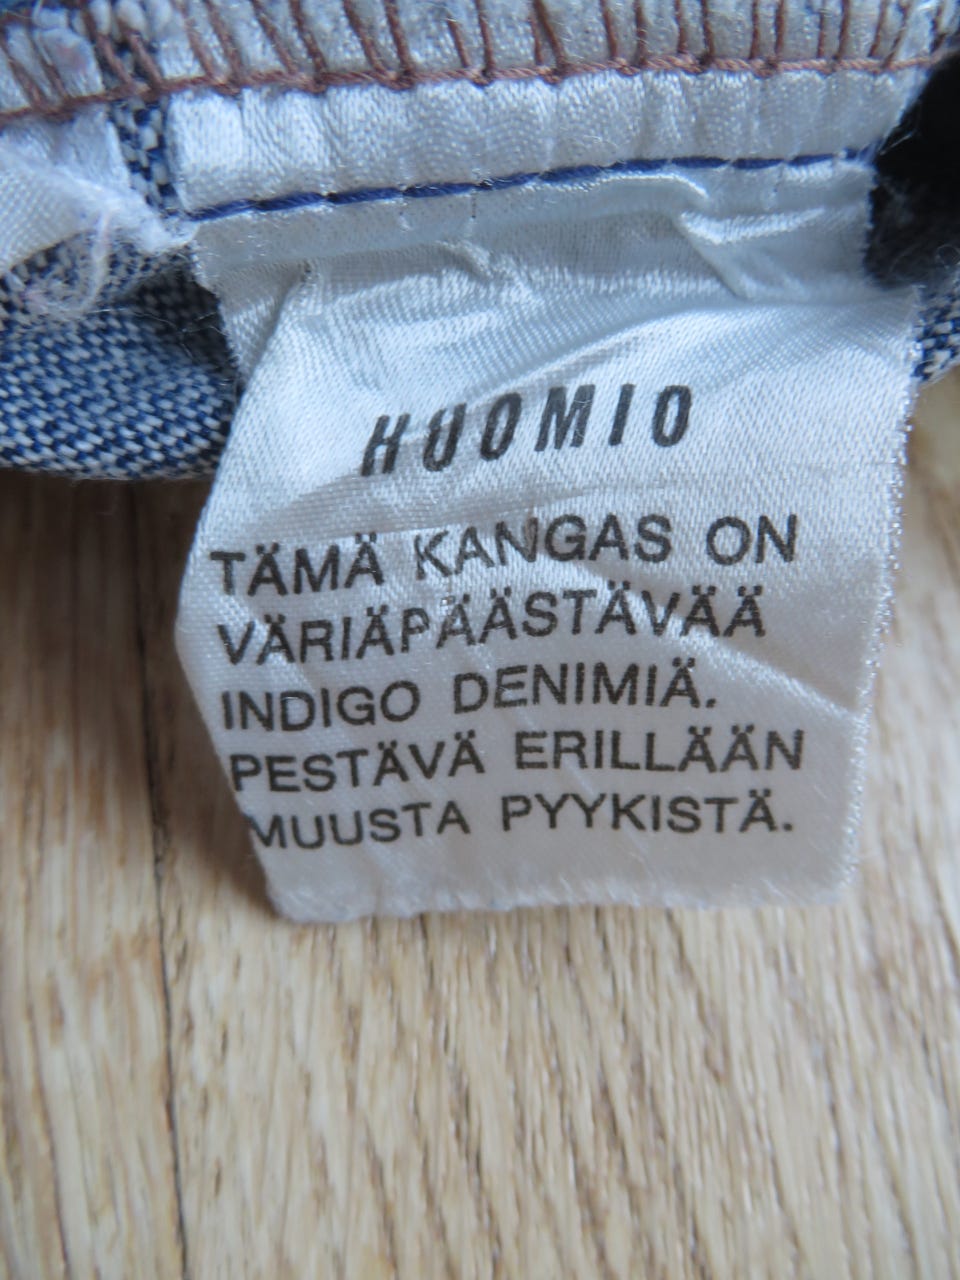 HUOMIO
TÄMÄ KANGAS ON
VÄRIÄPÄÄSTÄVÄÄ
INDIGO DENIMIÄ.
PESTÄVÄ ERILLÄÄN
MUUSTA PYYKISTÄ.